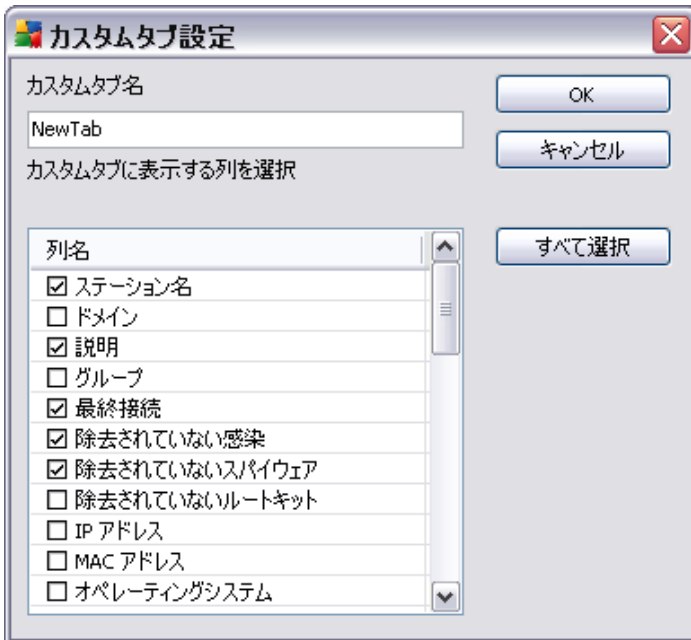 カスタムタブ設定
カスタムタブ名
OK
NewTab
キャンセル
カスタムタブに表示する列を選択
すべて選択
列名
ステーション名
ドメイン
説明
グループ
最終接続
除去されていない感染
除去されていないスパイウェア
除去されていないルートキット
IP アドレス
MAC アドレス
オペレーティングシステム